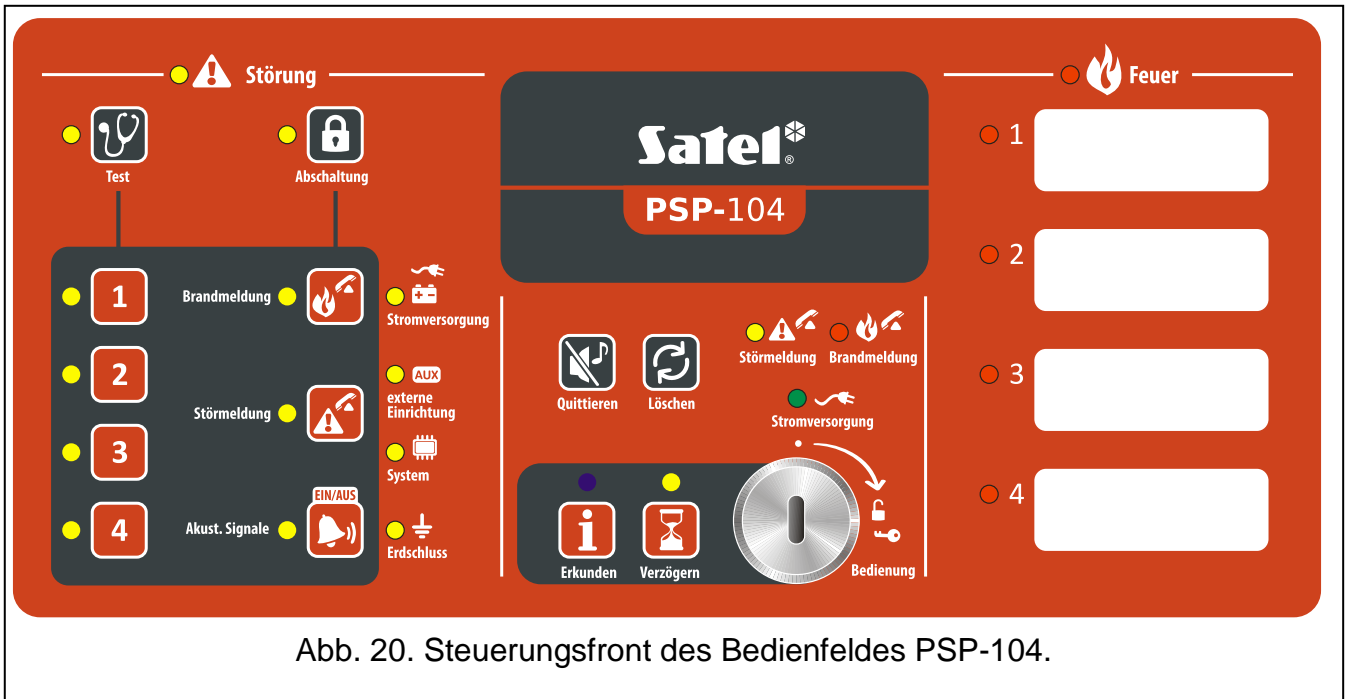 Störung
Test
Abschaltung
1
2
3
4
Brandmeldung
Störmeldung
EIN/AUS
Akust. Signale
Stromversorgung
AUX
externe
Einrichtung
System
Erdschluss
Satel®
PSP-104
Quittieren
Löschen
Störmeldung
Brandmeldung
Stromversorgung
Erkunden
Verzögern
Bedienung
Feuer
1
2
3
4
Abb. 20. Steuerungsfront des Bedienfeldes PSP-104.